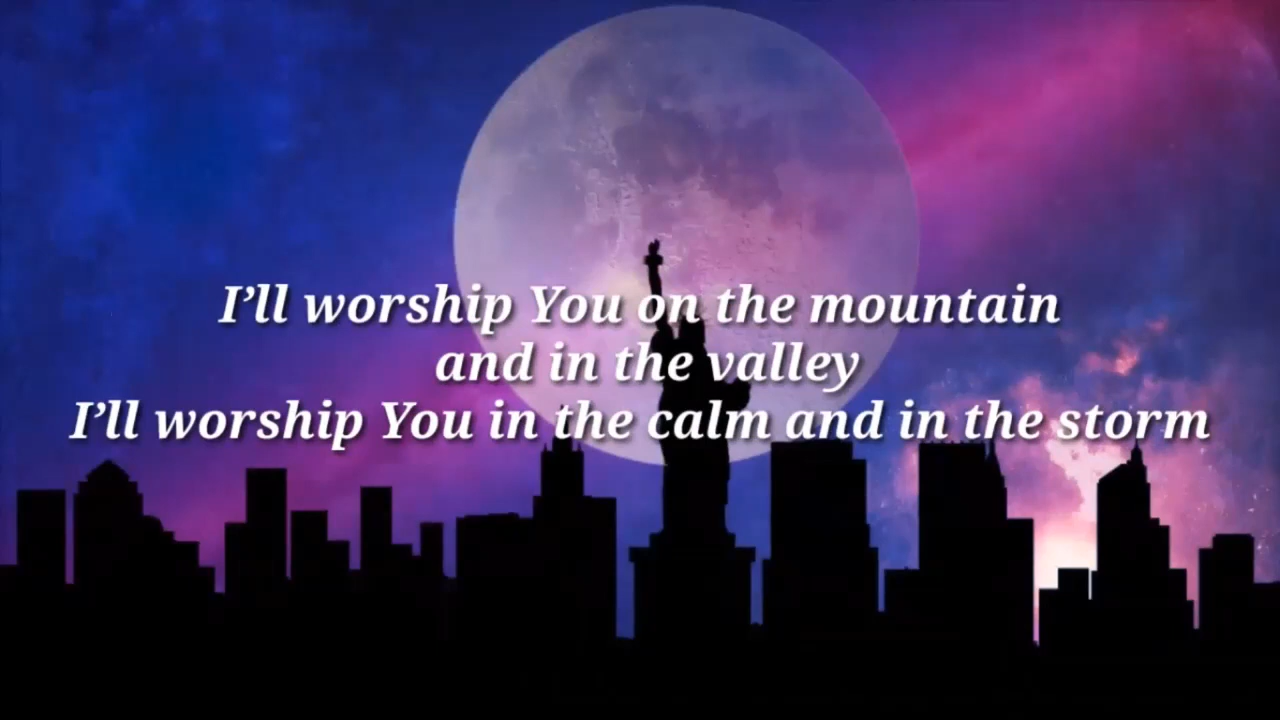 I’ll worship You on the mountain
and in the valley
I’ll worship You in the calm and in the storm